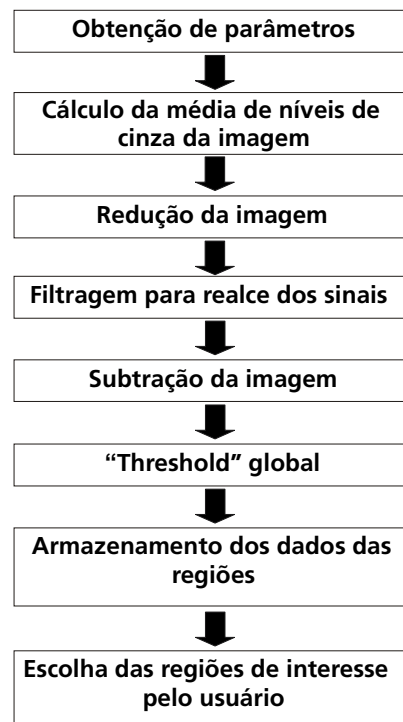 Obtenção de parâmetros
Cálculo da média de níveis de
cinza da imagem
Redução da imagem
Filtragem para realce dos sinais
Subtração da imagem
“Threshold” global
Armazenamento dos dados das
regiões
Escolha das regiões de interesse
pelo usuário